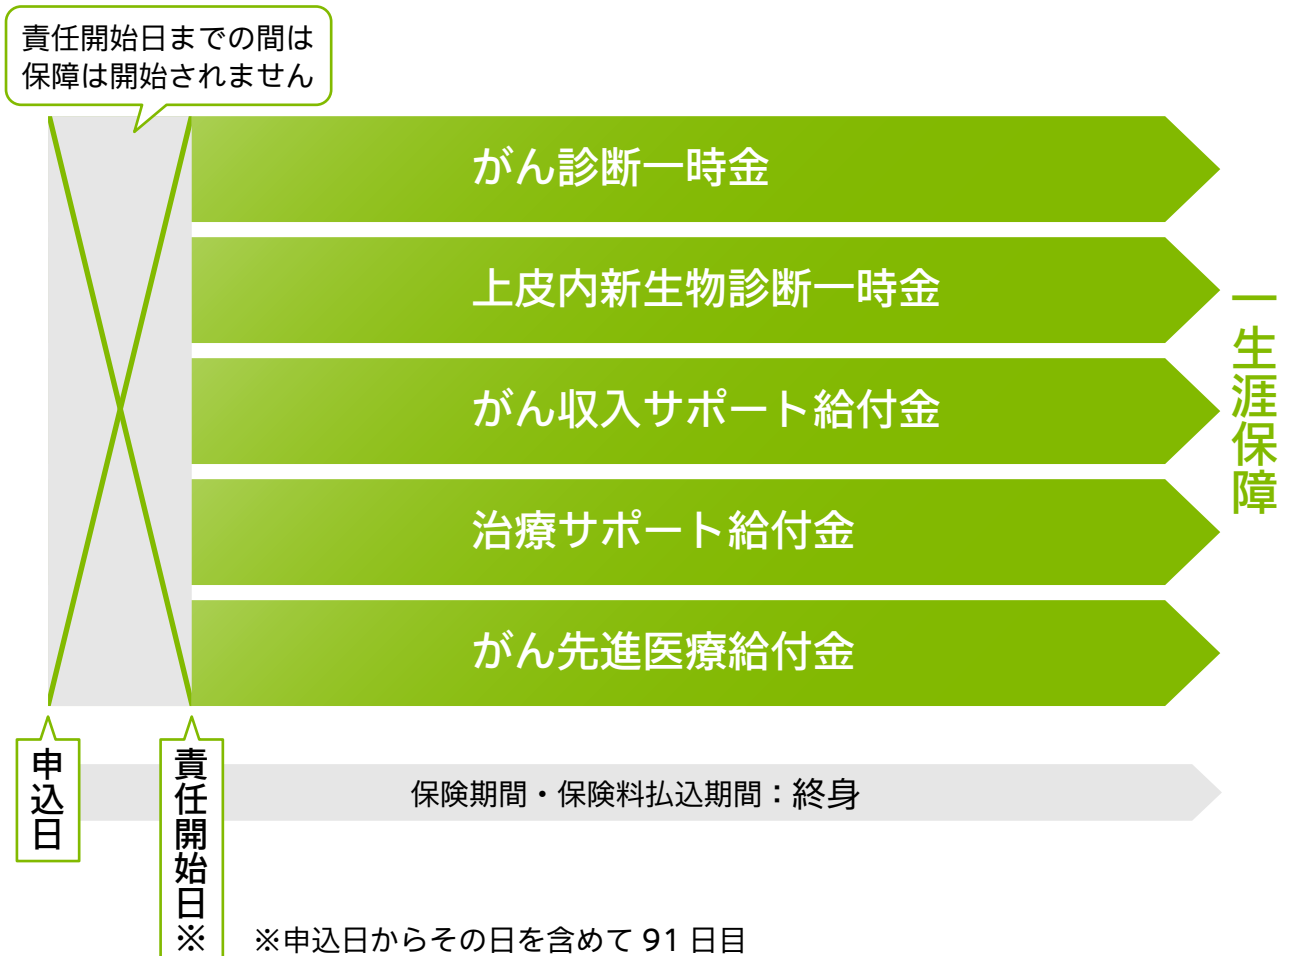 責任開始日までの間は
保障は開始されません
がん診断一時金
上皮内新生物診断一時金
がん収入サポート給付金
治療サポート給付金
がん先進医療給付金
一生涯保障
申込日
責任開始日※
保険期間・保険料払込期間：終身
※申込日からその日を含めて 91 日目